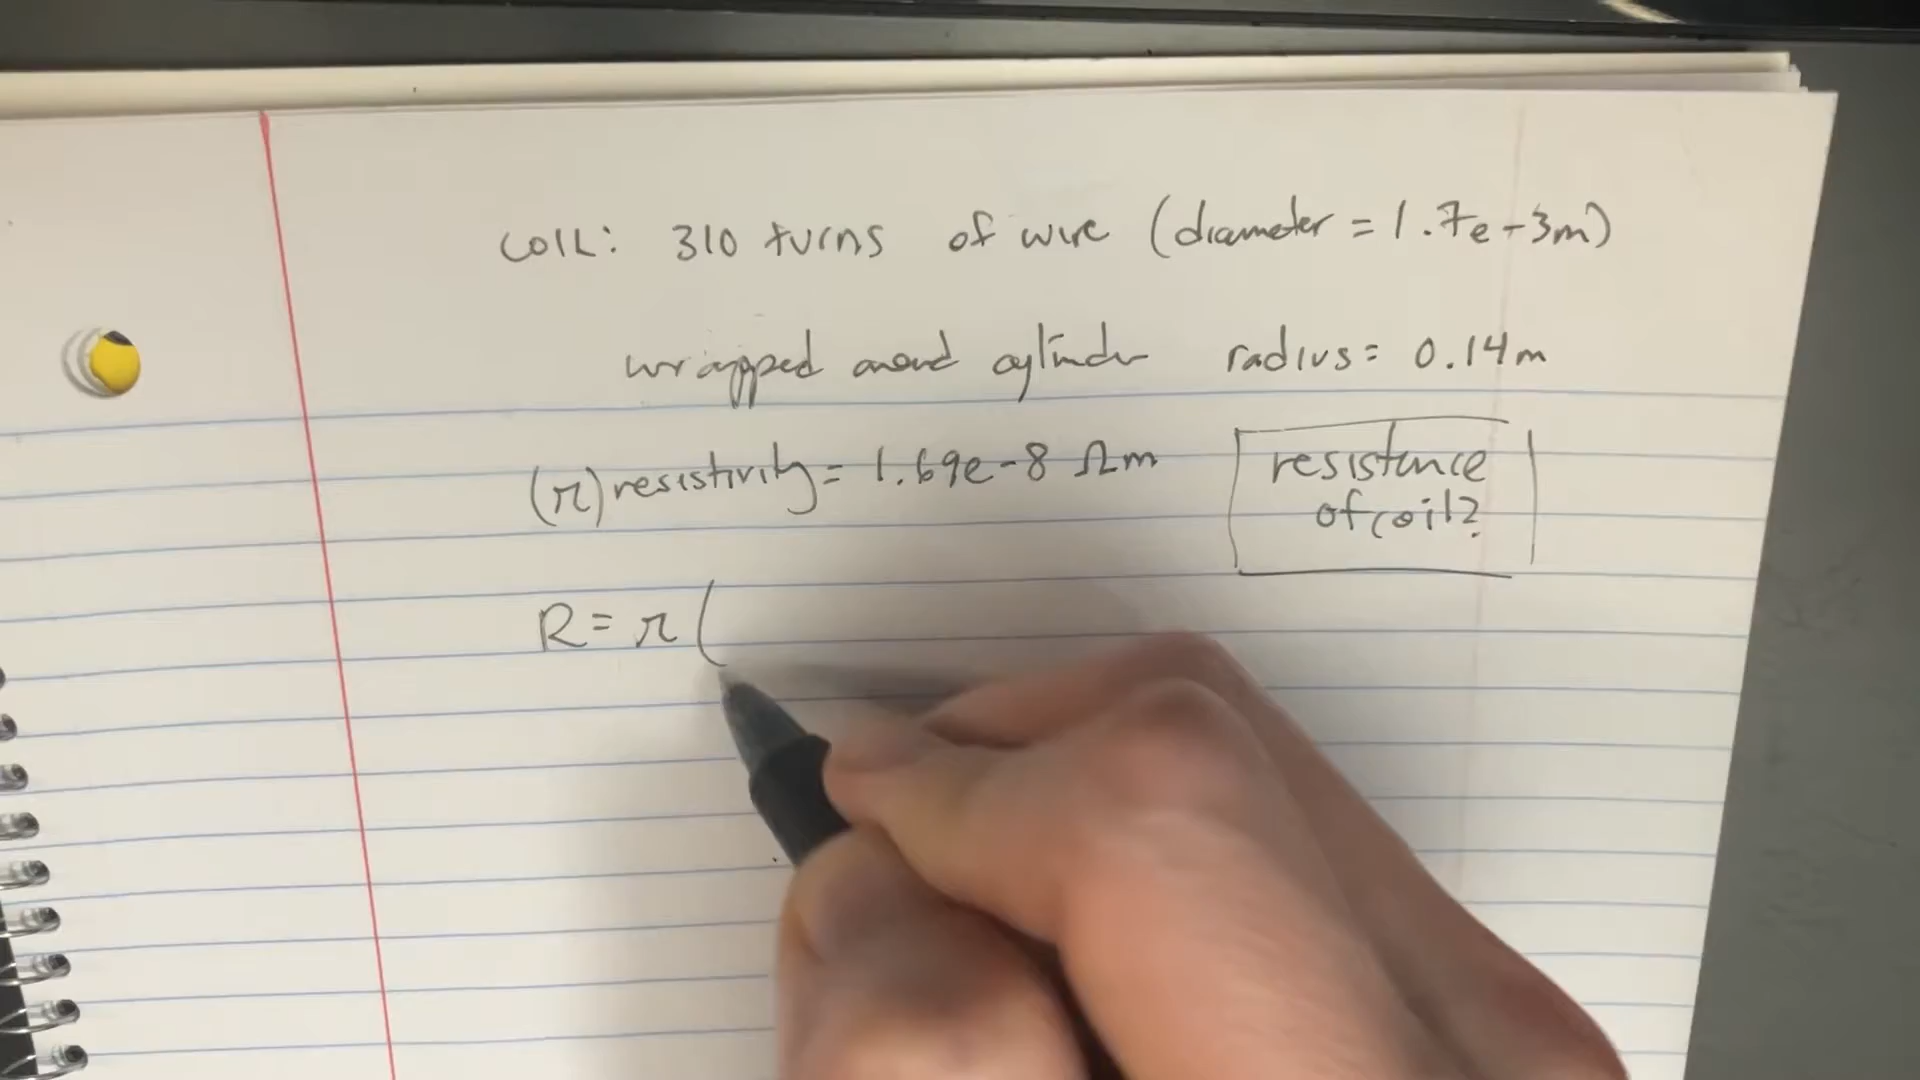 COIL: 310 turns of wire (diameter = 1.7e-3m)
wrapped around cylinder radius = 0.14m
(r) resistivity = 1.69e-8 Ωm
resistance
of coil?
R = r (